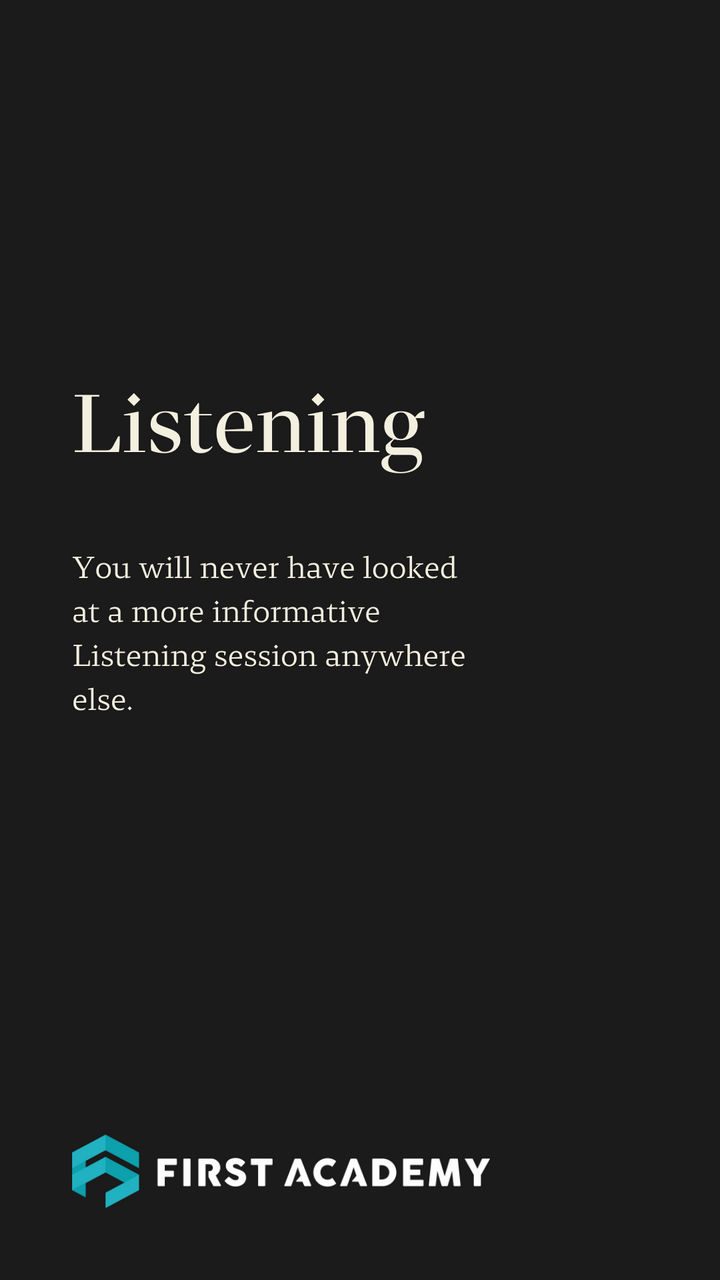 Listening
You will never have looked
at a more informative
Listening session anywhere
else.
FIRST ACADEMY